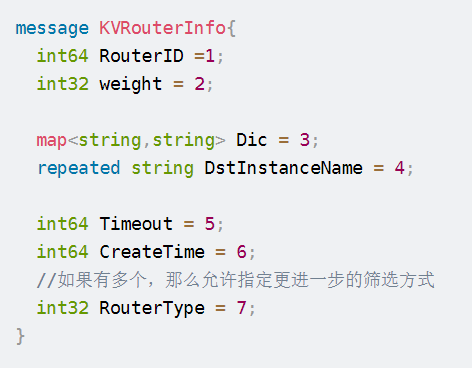 message KVRouterInfo{
int64 RouterID =1;
int32 weight = 2;
map<string,string> Dic = 3;
repeated string DstInstanceName = 4;
int64 Timeout = 5;
int64 CreateTime = 6;
//如果有多个，那么允许指定更进一步的筛选方式
int32 RouterType = 7;
}